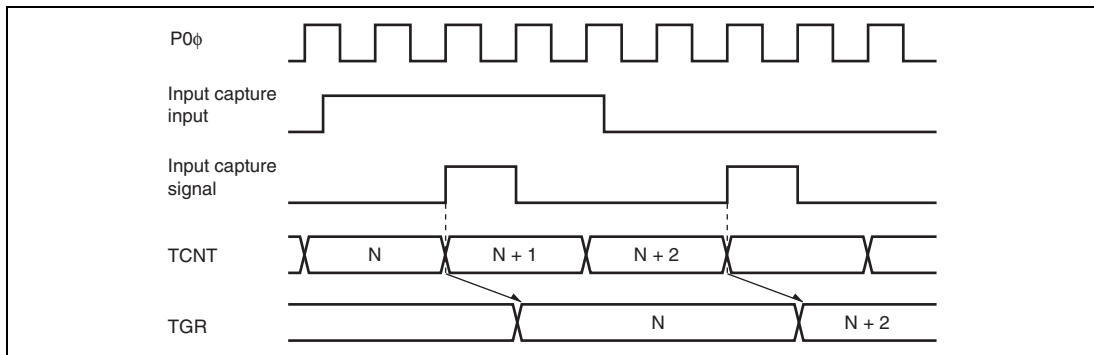 P0ϕ
Input capture
input
Input capture
signal
TCNT N N + 1 N + 2
TGR N N + 2